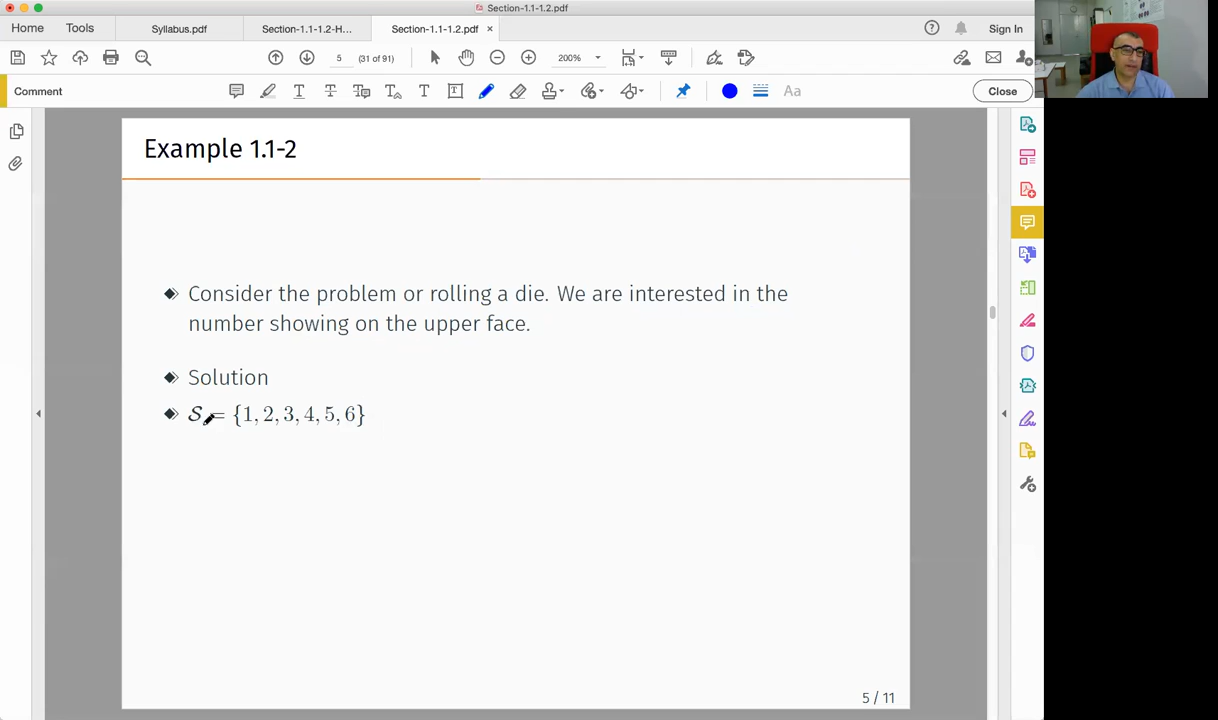 Section-1.1-1.2.pdf
Home Tools Syllabus.pdf Section-1.1-1.2-H... Section-1.1-1.2.pdf × Sign In
5 (31 of 91) 200%
Comment Aa Close
Example 1.1-2
Consider the problem or rolling a die. We are interested in the
number showing on the upper face.
Solution
S = {1, 2, 3, 4, 5, 6}
5 / 11